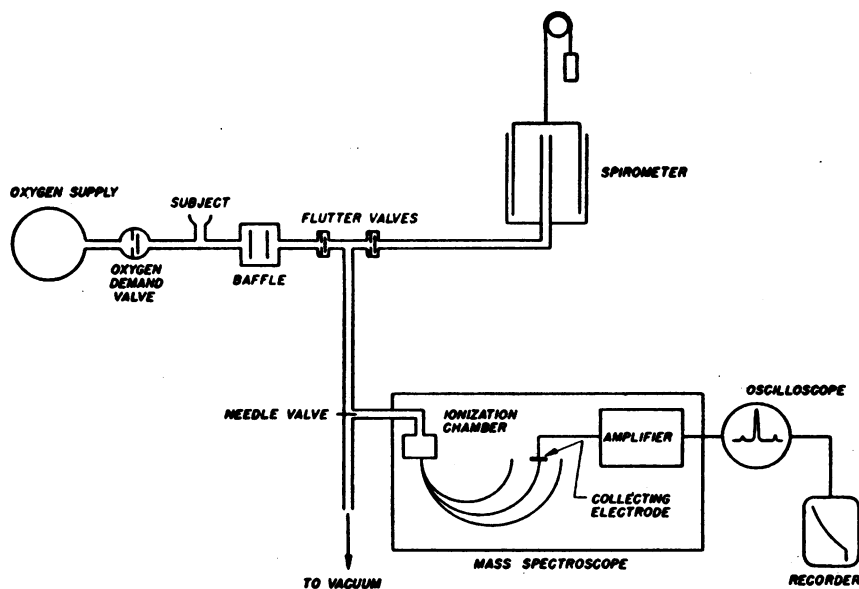 SPIROMETER
OXYGEN SUPPLY
SUBJECT
FLUTTER VALVES
OXYGEN
DEMAND
VALVE
BAFFLE
OSCILLOSCOPE
NEEDLE VALVE
IONIZATION
CHAMBER
AMPLIFIER
COLLECTING
ELECTRODE
MASS SPECTROSCOPE
TO VACUUM
RECORDER